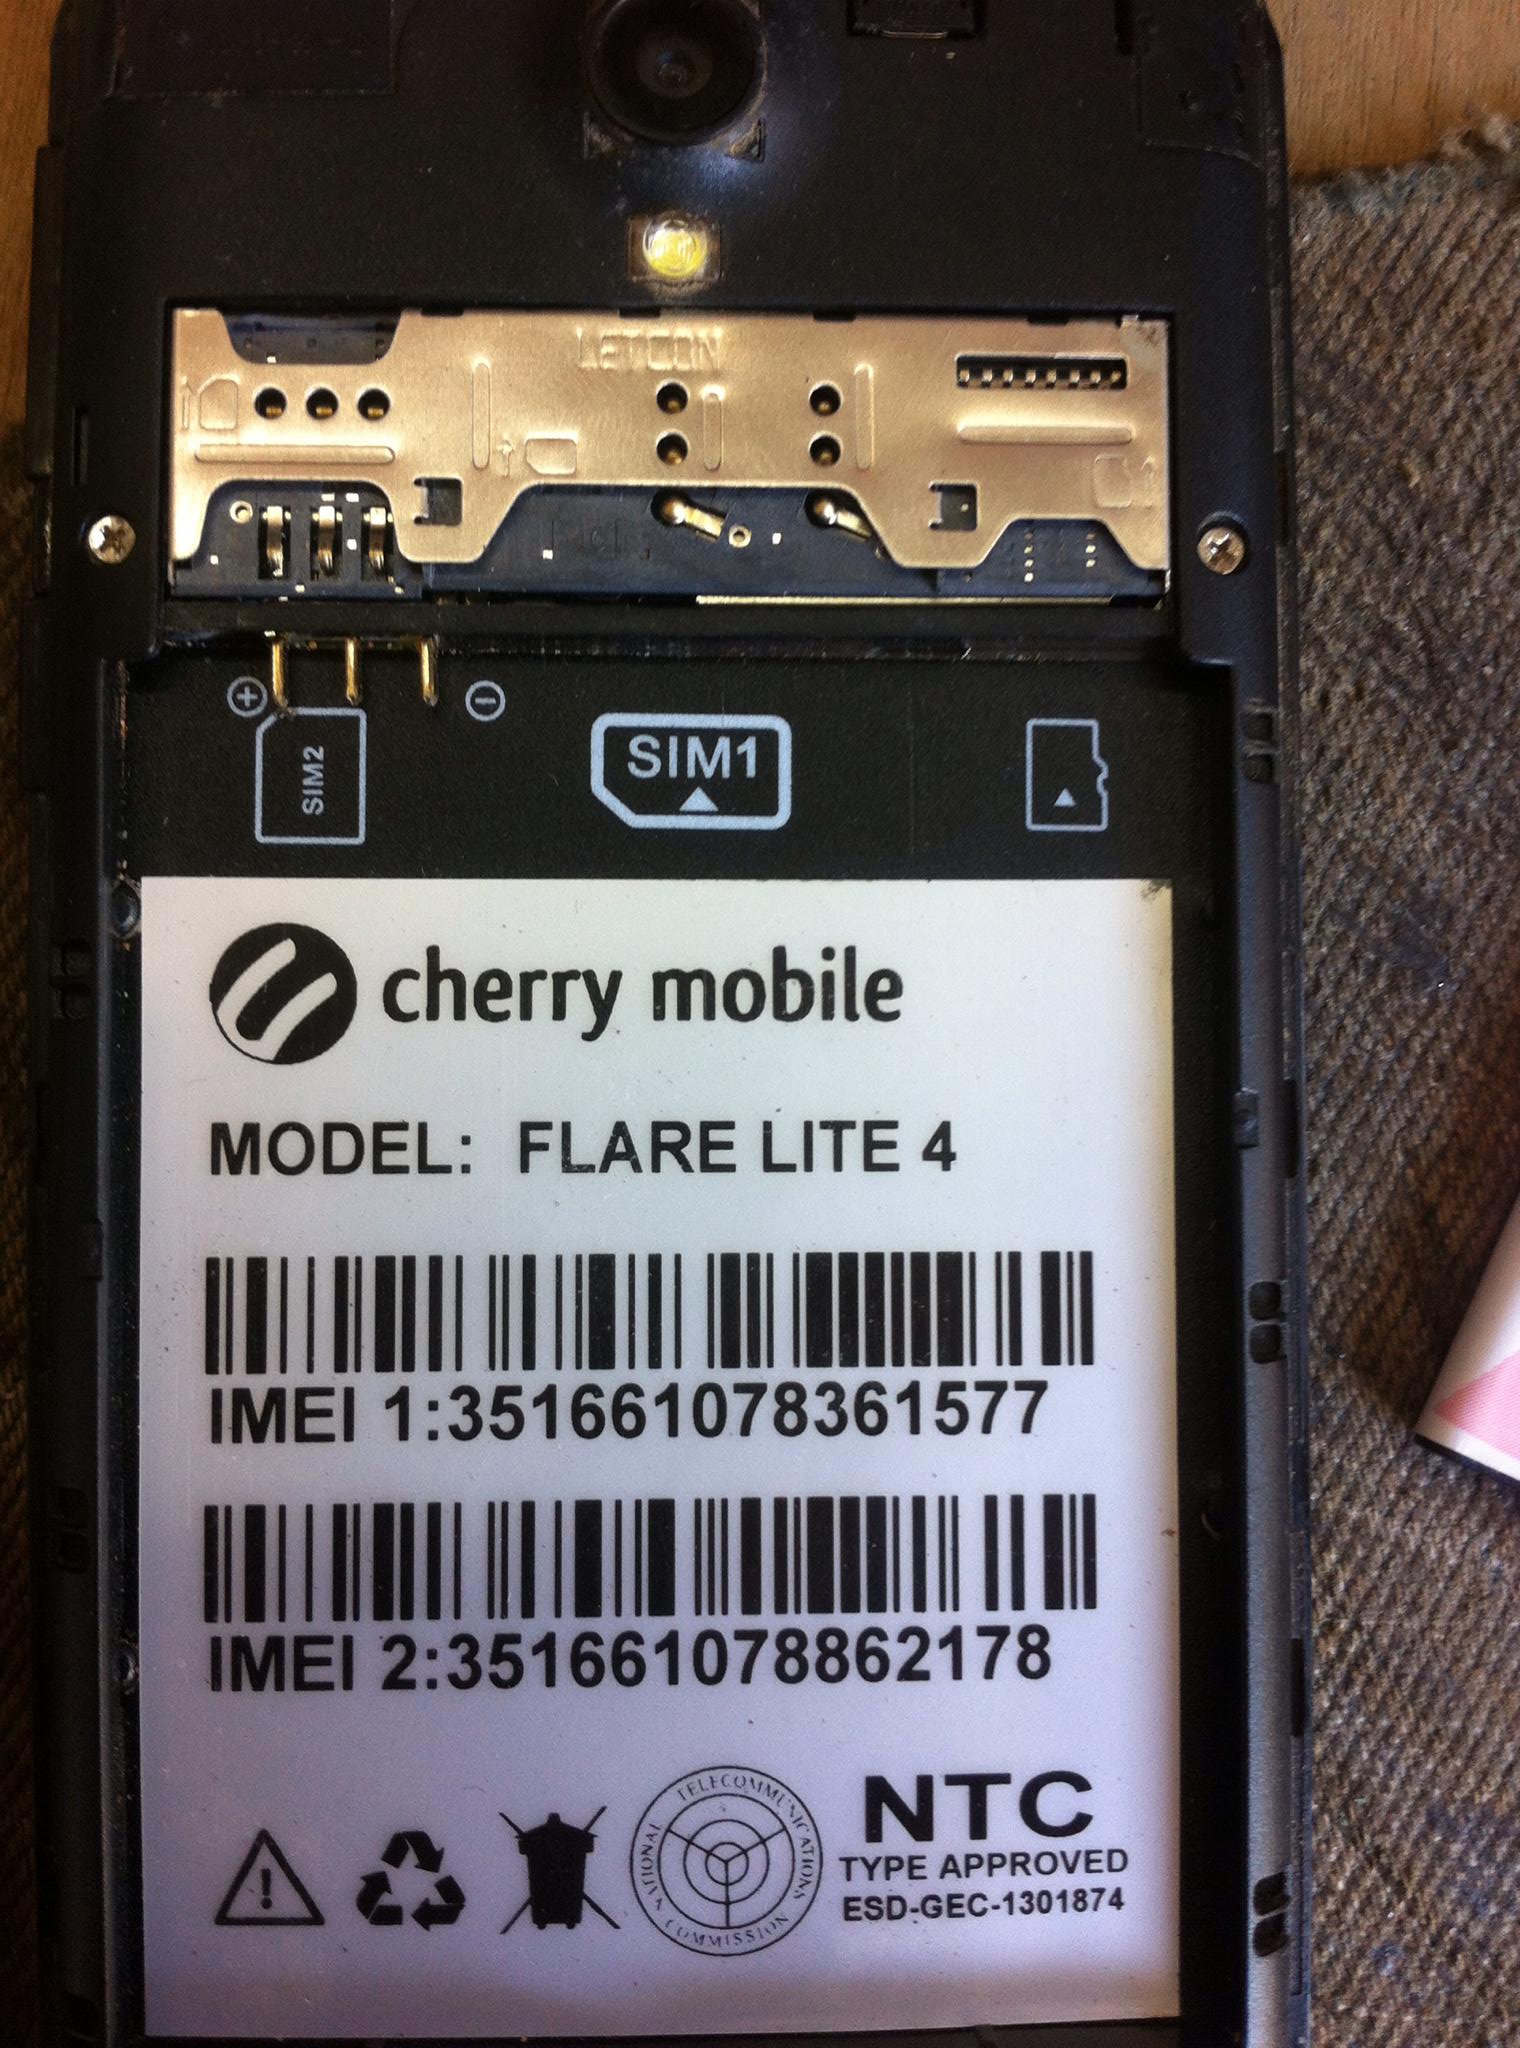 LETCON
SIM2
SIM1
cherry mobile
MODEL: FLARE LITE 4
IMEI 1:351661078361577
IMEI 2:351661078862178
NATIONAL TELECOMMUNICATIONS COMMISSION
NTC
TYPE APPROVED
ESD-GEC-1301874